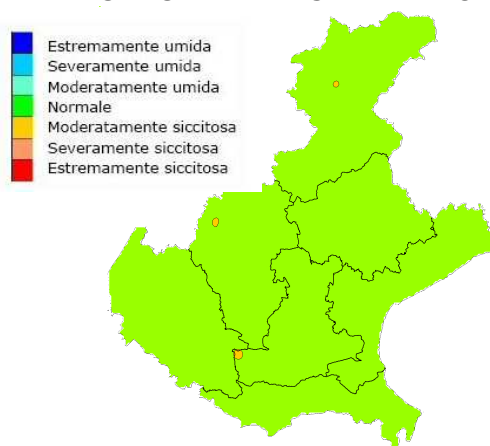 Estremamente umida
Severamente umida
Moderatamente umida
Normale
Moderatamente siccitosa
Severamente siccitosa
Estremamente siccitosa